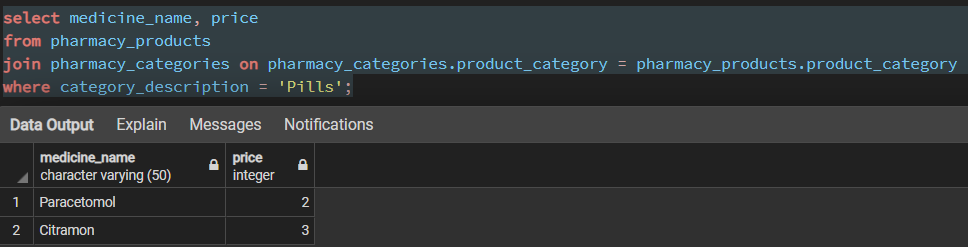 select medicine_name, price
from pharmacy_products
join pharmacy_categories on pharmacy_categories.product_category = pharmacy_products.product_category
where category_description = 'Pills';
Data Output Explain Messages Notifications
medicine_name price
character varying (50) integer
1 Paracetomol 2
2 Citramon 3